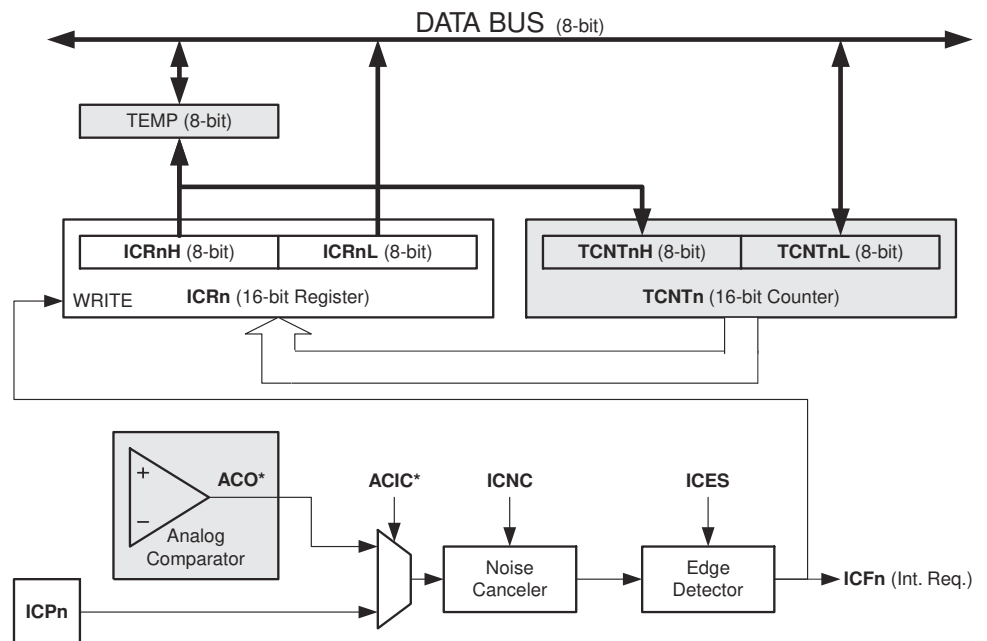 DATA BUS (8-bit)
TEMP (8-bit)
ICRnH (8-bit)
ICRnL (8-bit)
TCNTnH (8-bit)
TCNTnL (8-bit)
WRITE
ICRn (16-bit Register)
TCNTn (16-bit Counter)
+
−
ACO*
Analog
Comparator
ACIC*
ICNC
ICES
Noise
Canceler
Edge
Detector
ICFn (Int. Req.)
ICPn